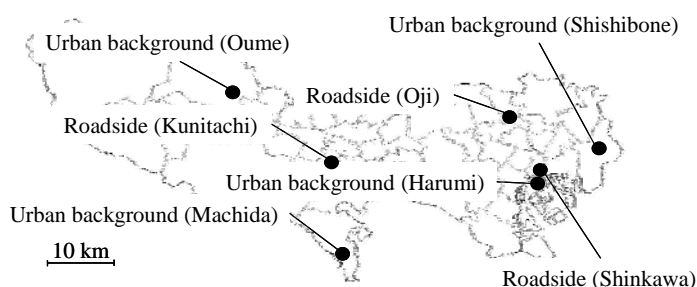 Urban background (Shishibone)
Urban background (Oume)
Roadside (Oji)
Roadside (Kunitachi)
Urban background (Harumi)
Urban background (Machida)
10 km
Roadside (Shinkawa)